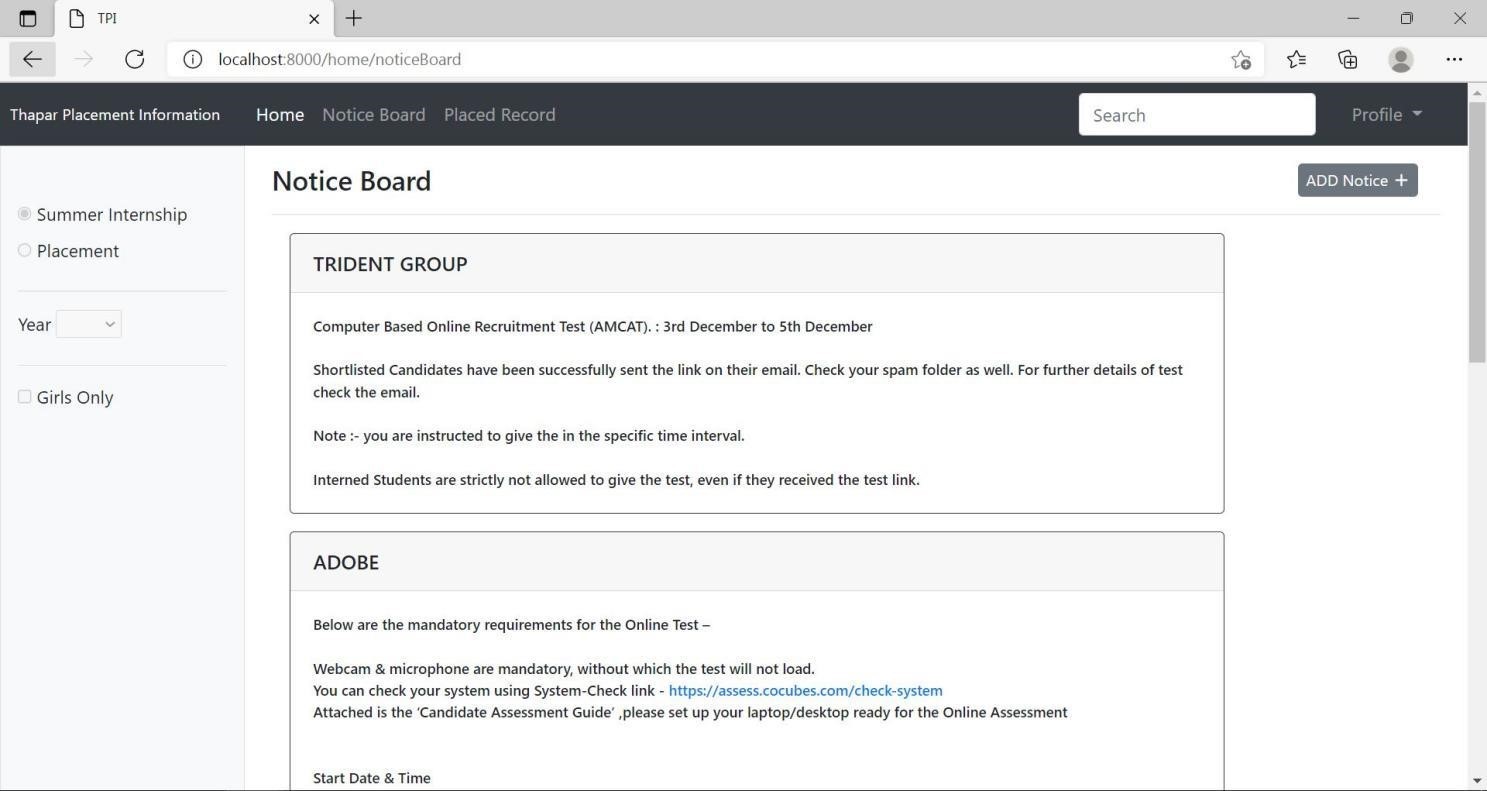 TPI
localhost:8000/home/noticeBoard
Thapar Placement Information Home Notice Board Placed Record Search Profile
Notice Board ADD Notice +
Summer Internship
Placement
Year
Girls Only
TRIDENT GROUP
Computer Based Online Recruitment Test (AMCAT). : 3rd December to 5th December
Shortlisted Candidates have been successfully sent the link on their email. Check your spam folder as well. For further details of test
check the email.
Note :- you are instructed to give the in the specific time interval.
Interned Students are strictly not allowed to give the test, even if they received the test link.
ADOBE
Below are the mandatory requirements for the Online Test –
Webcam & microphone are mandatory, without which the test will not load.
You can check your system using System-Check link - https://assess.cocubes.com/check-system
Attached is the ‘Candidate Assessment Guide’ ,please set up your laptop/desktop ready for the Online Assessment
Start Date & Time